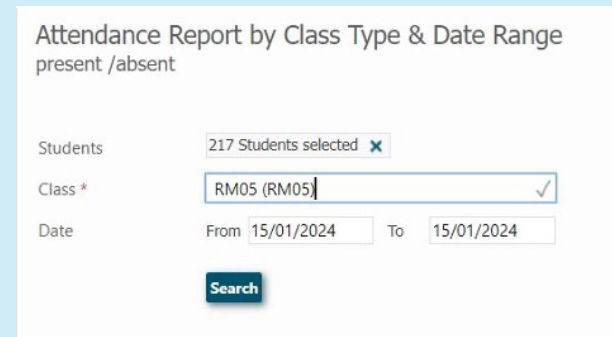 Attendance Report by Class Type & Date Range
present /absent
Students 217 Students selected ×
Class * RM05 (RM05)
Date From 15/01/2024 To 15/01/2024
Search